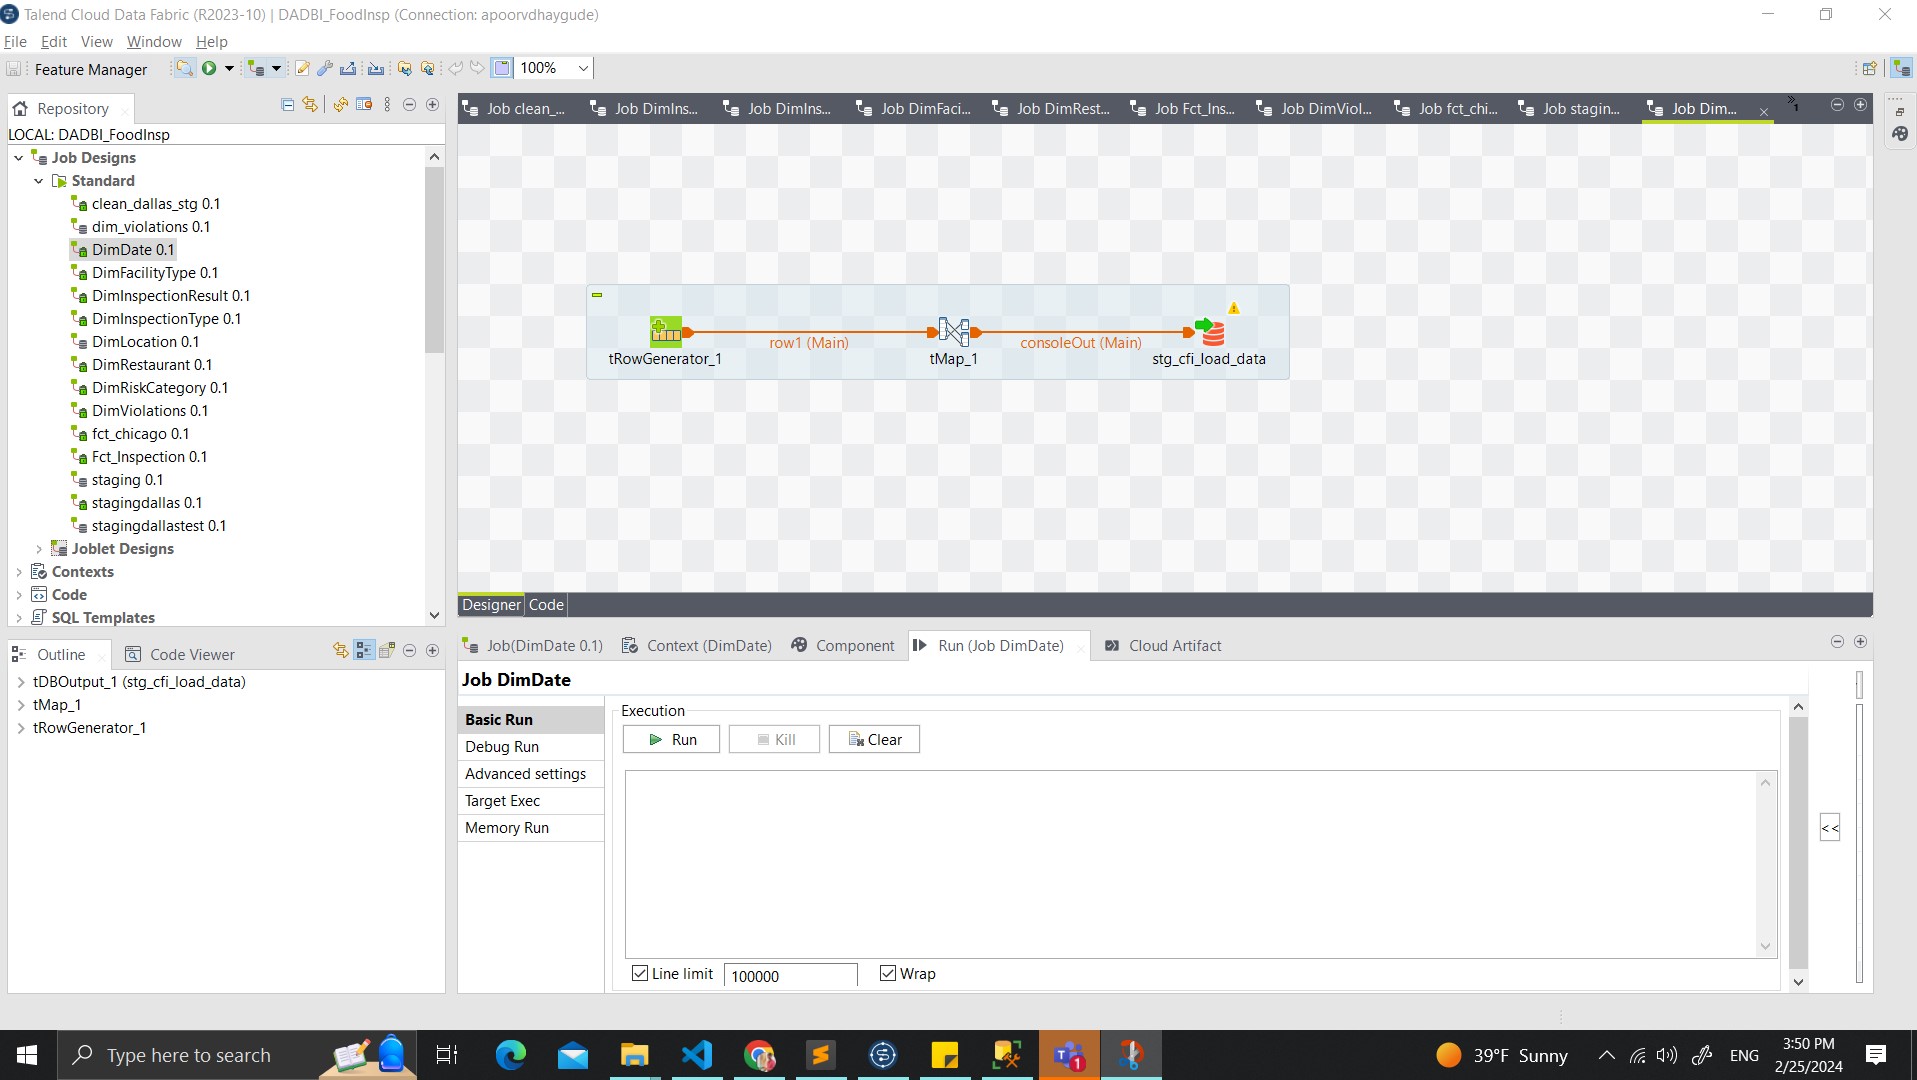 Talend Cloud Data Fabric (R2023-10) | DADBI_FoodInsp (Connection: apoorvdhaygude)
File Edit View Window Help
Feature Manager 100%
Repository
LOCAL: DADBI_FoodInsp
Job Designs
Standard
clean_dallas_stg 0.1
dim_violations 0.1
DimDate 0.1
DimFacilityType 0.1
DimInspectionResult 0.1
DimInspectionType 0.1
DimLocation 0.1
DimRestaurant 0.1
DimRiskCategory 0.1
DimViolations 0.1
fct_chicago 0.1
Fct_Inspection 0.1
staging 0.1
stagingdallas 0.1
stagingdallastest 0.1
Joblet Designs
Contexts
Code
SQL Templates
Job clean_... Job DimIns... Job DimIns... Job DimFaci... Job DimRest... Job Fct_Ins... Job DimViol... Job fct_chi... Job stagin... Job Dim... » 1
row1 (Main) consoleOut (Main)
tRowGenerator_1 tMap_1 stg_cfi_load_data
Designer Code
Outline Code Viewer
tDBOutput_1 (stg_cfi_load_data)
tMap_1
tRowGenerator_1
Job(DimDate 0.1) Context (DimDate) Component Run (Job DimDate) Cloud Artifact
Job DimDate
Basic Run
Debug Run
Advanced settings
Target Exec
Memory Run
Execution
Run Kill Clear
<<
Line limit 100000 Wrap
Type here to search
1
39°F Sunny
ENG
3:50 PM
2/25/2024